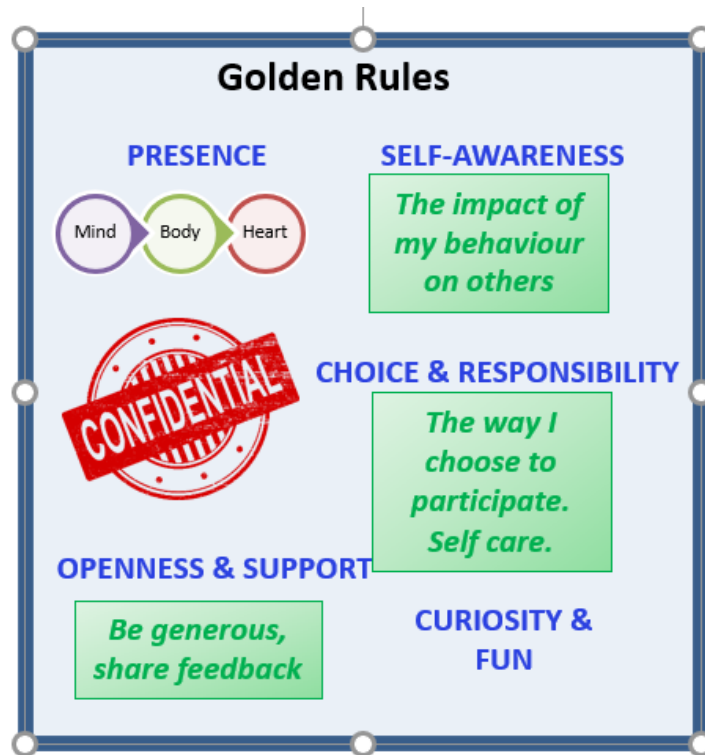 Golden Rules
PRESENCE
Mind Body Heart
SELF-AWARENESS
The impact of
my behaviour
on others
CONFIDENTIAL
CHOICE & RESPONSIBILITY
The way I
choose to
participate.
Self care.
OPENNESS & SUPPORT
Be generous,
share feedback
CURIOSITY &
FUN